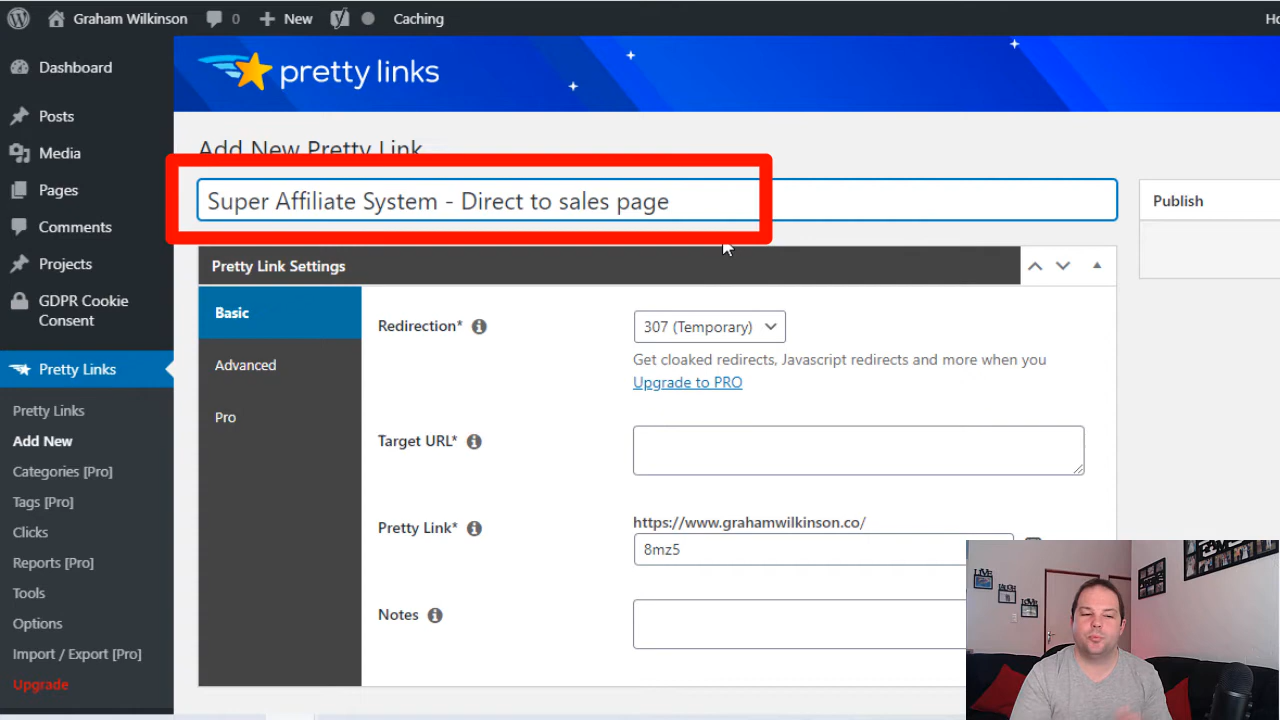 Graham Wilkinson
0
New
Caching
Ho
Dashboard
Posts
Media
Pages
Comments
Projects
GDPR Cookie
Consent
Pretty Links
Pretty Links
Add New
Categories [Pro]
Tags [Pro]
Clicks
Reports [Pro]
Tools
Options
Import / Export [Pro]
Upgrade
pretty links
Add New Pretty Link
Super Affiliate System - Direct to sales page
Publish
Pretty Link Settings
Basic
Advanced
Pro
Redirection*
307 (Temporary)
Get cloaked redirects, Javascript redirects and more when you
Upgrade to PRO
Target URL*
Pretty Link*
https://www.grahamwilkinson.co/
8mz5
Notes
LIVE
LAUGH
LOVE